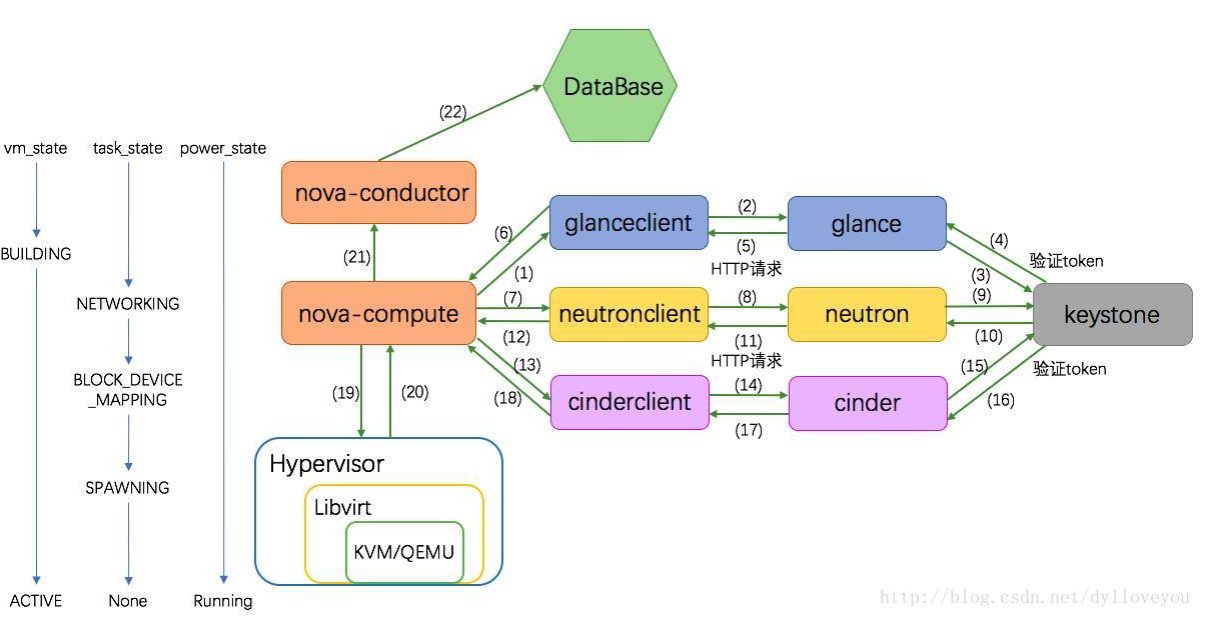 DataBase
(22)
vm_state
task_state
power_state
nova-conductor
glanceclient
(2)
glance
(6)
(5)
(4)
(21)
(1)
HTTP请求
(3)
验证token
BUILDING
NETWORKING
nova-compute
(7)
neutronclient
(8)
neutron
(9)
keystone
(12)
(11)
(10)
HTTP请求
(13)
(15)
验证token
BLOCK_DEVICE
_MAPPING
(19)
(20)
(18)
cinderclient
(14)
cinder
(16)
(17)
Hypervisor
SPAWNING
Libvirt
KVM/QEMU
ACTIVE
None
Running
http://blog.csdn.net/dylloveyou